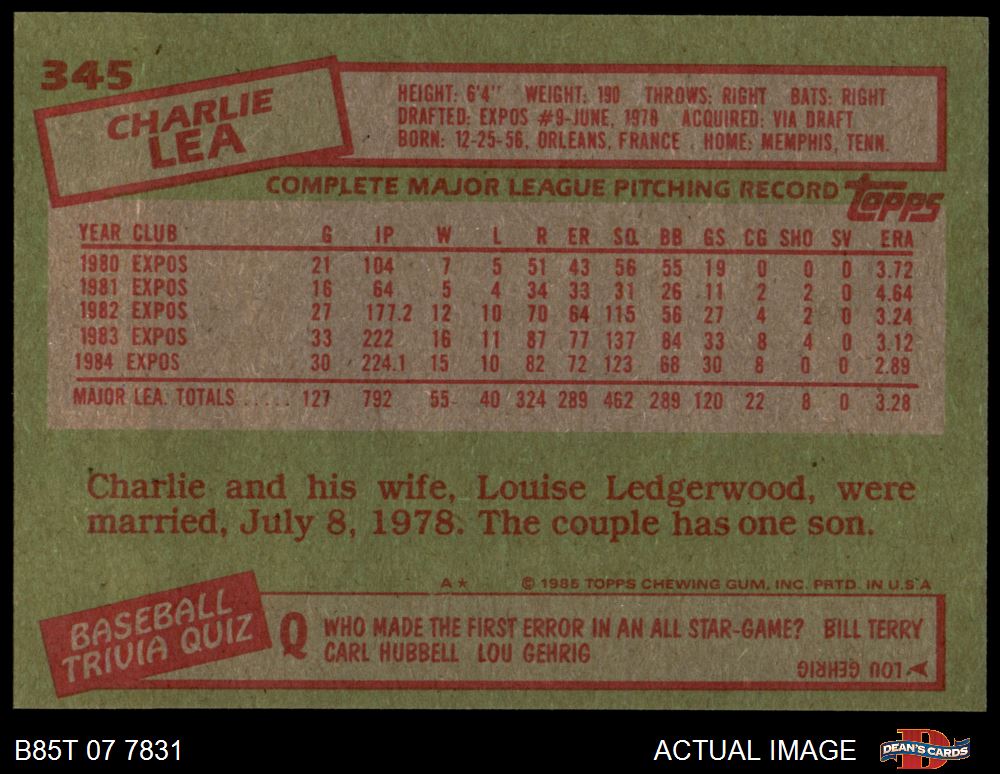 345
CHARLIE
LEA
HEIGHT: 6'4" WEIGHT: 190 THROWS: RIGHT BATS: RIGHT
DRAFTED: EXPOS #9-JUNE, 1978 ACQUIRED: VIA DRAFT
BORN: 12-25-56, ORLEANS, FRANCE HOME: MEMPHIS, TENN.
COMPLETE MAJOR LEAGUE PITCHING RECORD topps
YEAR CLUB G IP W L R ER SO BB GS CG SHO SV ERA
1980 EXPOS 21 104 7 5 51 43 56 55 19 0 0 0 3.72
1981 EXPOS 16 64 5 4 34 33 31 26 11 2 2 0 4.64
1982 EXPOS 27 177.2 12 10 70 64 115 56 27 4 2 0 3.24
1983 EXPOS 33 222 16 11 87 77 137 84 33 8 4 0 3.12
1984 EXPOS 30 224.1 15 10 82 72 123 68 30 8 0 0 2.89
MAJOR LEA. TOTALS ..... 127 792 55 40 324 289 462 289 120 22 8 0 3.28
Charlie and his wife, Louise Ledgerwood, were
married, July 8, 1978. The couple has one son.
A* © 1985 TOPPS CHEWING GUM, INC. PRTD. IN U.S.A
BASEBALL
TRIVIA QUIZ
Q WHO MADE THE FIRST ERROR IN AN ALL STAR-GAME? BILL TERRY
CARL HUBBELL LOU GEHRIG
LOU GEHRIG
B85T 07 7831 ACTUAL IMAGE DEAN'S CARDS